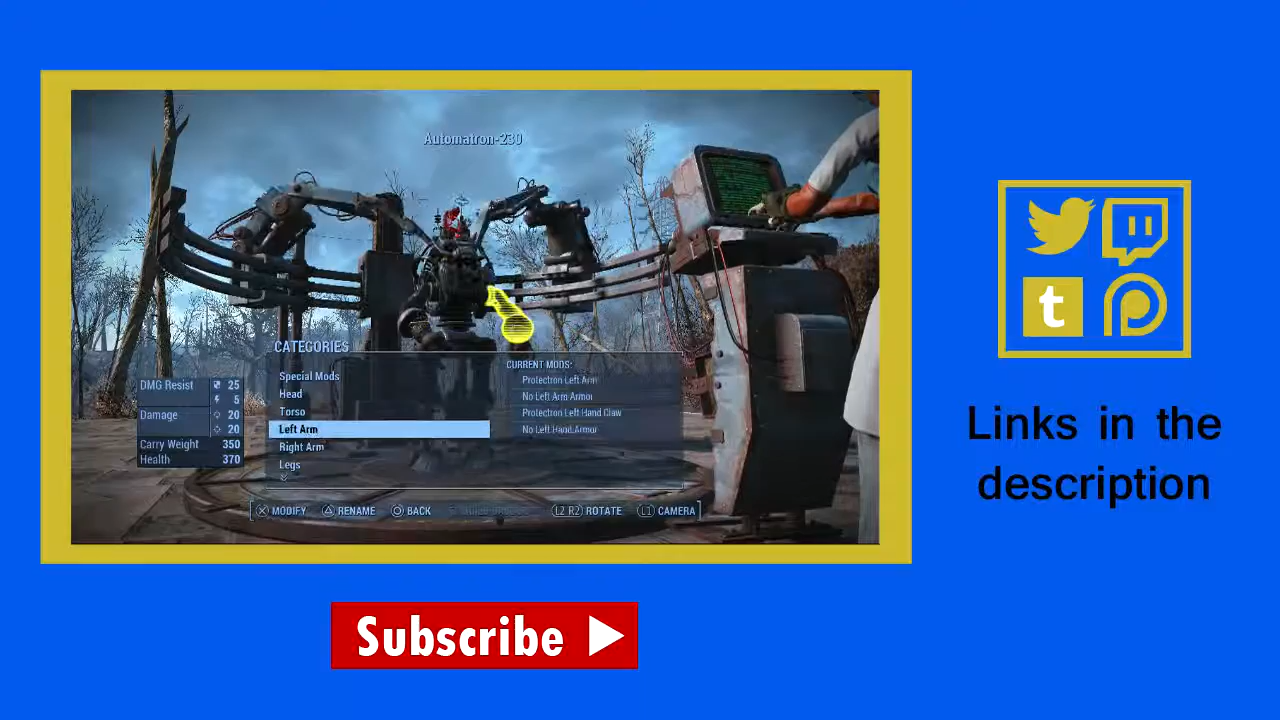 Automatron-230
CATEGORIES
Special Mods
Head
Torso
Left Arm
Right Arm
Legs
CURRENT MODS:
Protectron Left Arm
No Left Arm Armor
Protectron Left Hand Claw
No Left Hand Armor
DMG Resist 25
5
Damage 20
20
Carry Weight 350
Health 370
MODIFY RENAME BACK L2 R2 ROTATE L1 CAMERA
t
Links in the
description
Subscribe